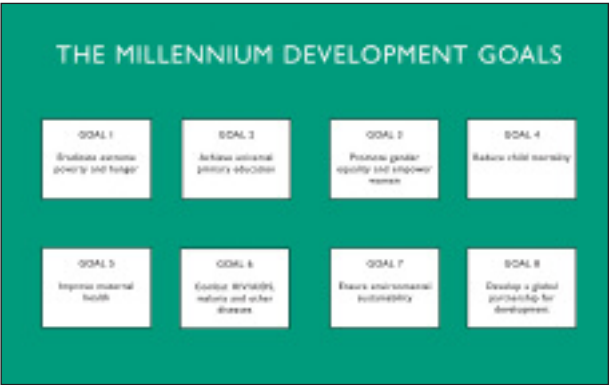 THE MILLENNIUM DEVELOPMENT GOALS
GOAL 1
Eradicate extreme
poverty and hunger
GOAL 2
Achieve universal
primary education
GOAL 3
Promote gender
equality and empower
women
GOAL 4
Reduce child mortality
GOAL 5
Improve maternal
health
GOAL 6
Combat HIV/AIDS,
malaria and other
diseases
GOAL 7
Ensure environmental
sustainability
GOAL 8
Develop a global
partnership for
development